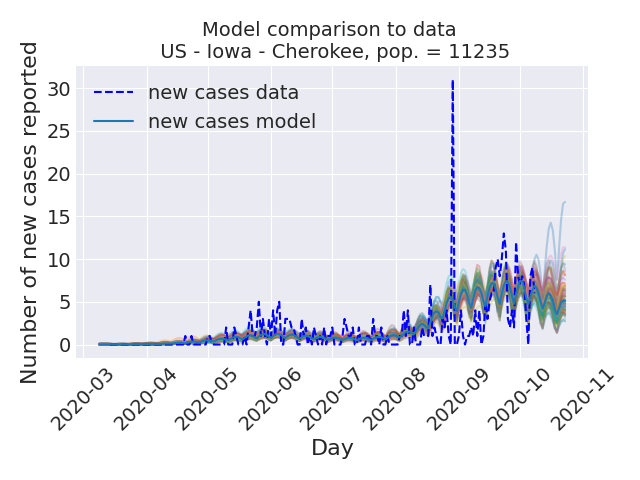 Model comparison to data
US - Iowa - Cherokee, pop. = 11235
Number of new cases reported
30
25
20
15
10
5
0
new cases data
new cases model
2020-03
2020-04
2020-05
2020-06
2020-07
2020-08
2020-09
2020-10
2020-11
Day